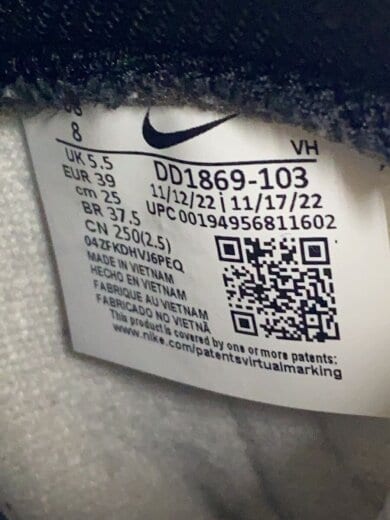 8
VH
UK 5.5
DD1869-103
EUR 39
11/12/22 | 11/17/22
cm 25
UPC 00194956811602
BR 37.5
CN 250(2.5)
04ZFKDHVJ6PEQ
MADE IN VIETNAM
HECHO EN VIETNAM
FABRIQUE AU VIETNAM
FABRICADO NO VIETNÃ
This product is covered by one or more patents:
www.nike.com/patentsvirtualmarking